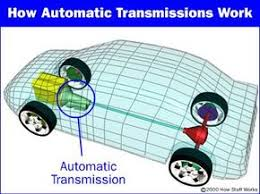 How Automatic Transmissions Work
Automatic
Transmission
©2000 How Stuff Works